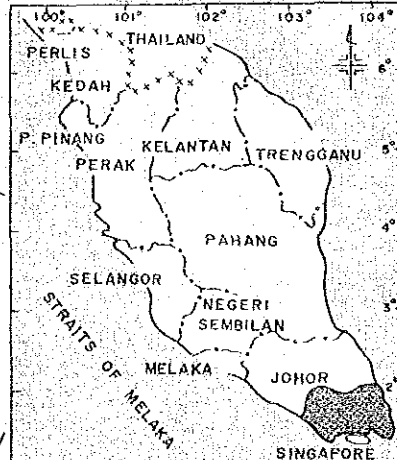 100° 101° 102° 103° 104°
THAILAND
PERLIS
KEDAH
6°
P. PINANG
KELANTAN
TRENGGANU
5°
PERAK
4°
PAHANG
SELANGOR
NEGERI
SEMBILAN
3°
STRAITS OF MELAKA
MELAKA
JOHOR
2°
SINGAPORE